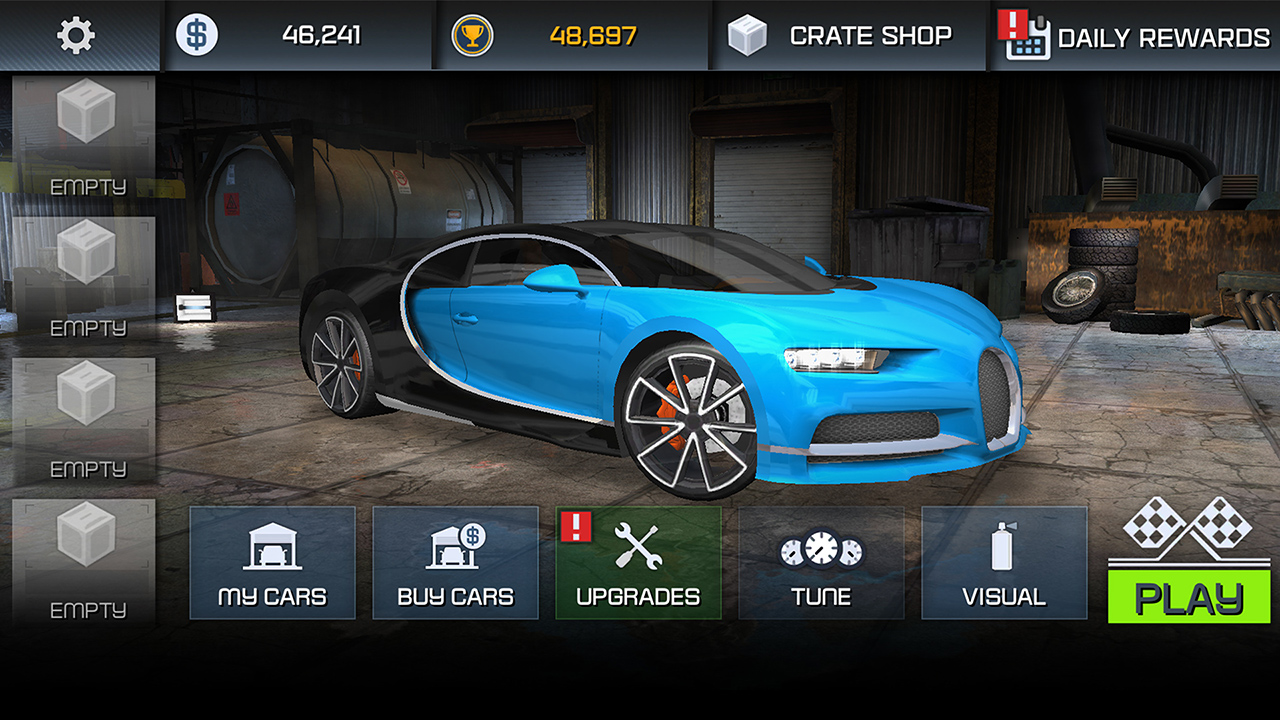 $ 46,241
48,697
CRATE SHOP
! DAILY REWARDS
EMPTY
EMPTY
EMPTY
EMPTY
MY CARS
$
BUY CARS
!
UPGRADES
TUNE
VISUAL
PLAY